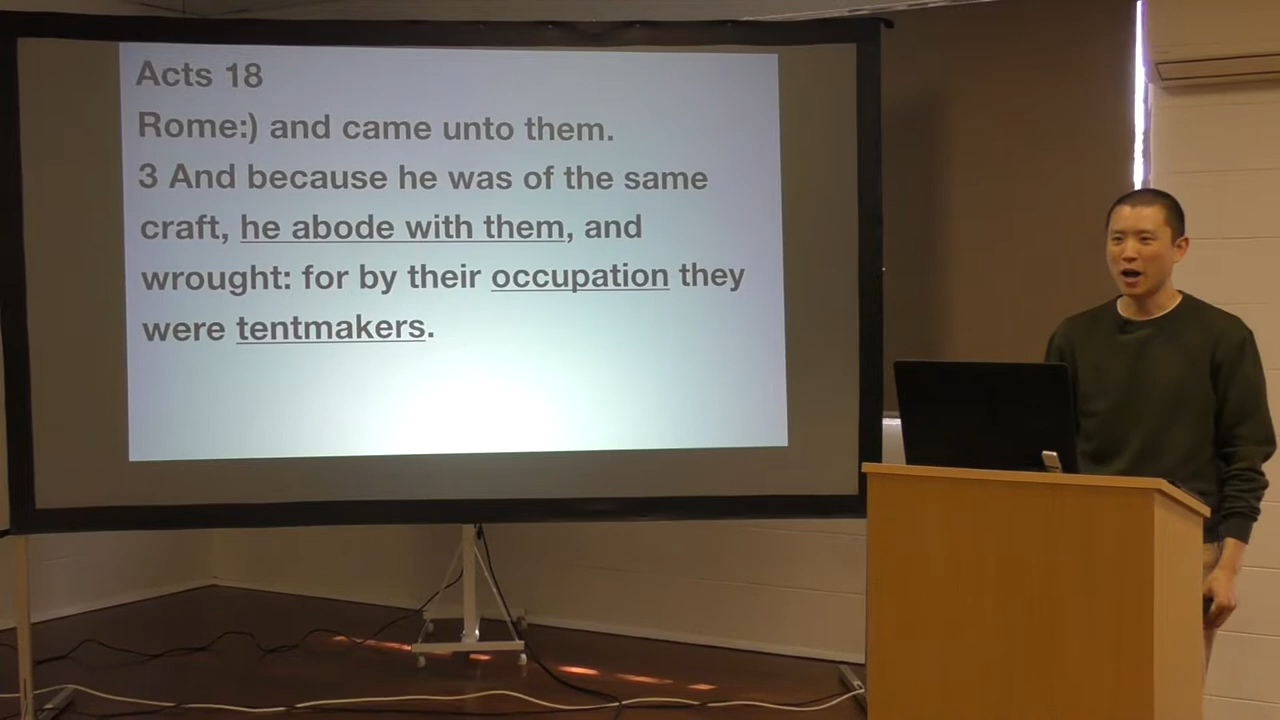 Acts 18
Rome:) and came unto them.
3 And because he was of the same
craft, he abode with them, and
wrought: for by their occupation they
were tentmakers.